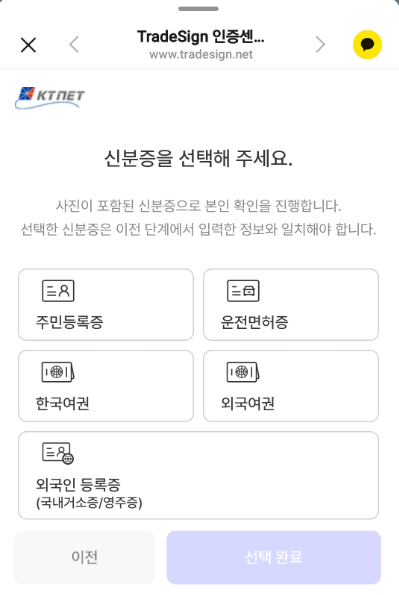 TradeSign 인증센...
www.tradesign.net
KTNET
신분증을 선택해 주세요.
사진이 포함된 신분증으로 본인 확인을 진행합니다.
선택한 신분증은 이전 단계에서 입력한 정보와 일치해야 합니다.
주민등록증
운전면허증
한국여권
외국여권
외국인 등록증
(국내거소증/영주증)
이전
선택 완료